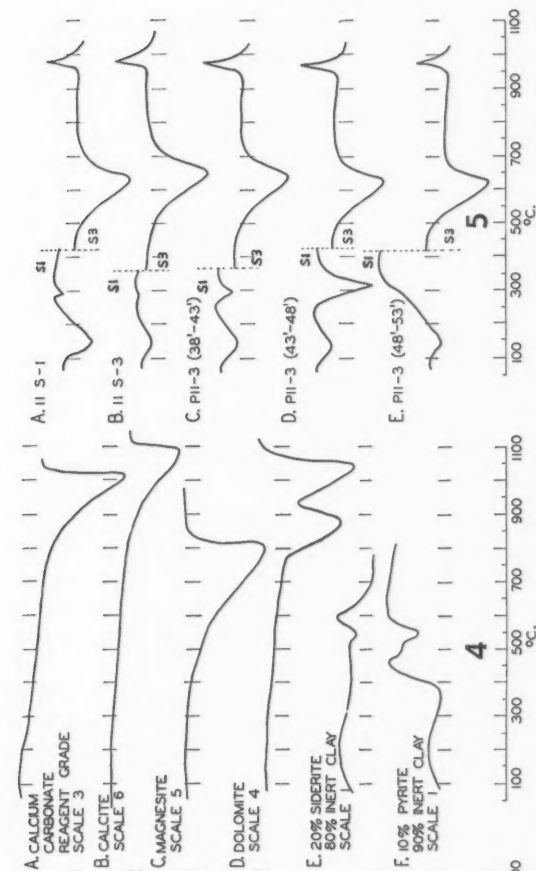 A. CALCIUM
CARBONATE
REAGENT GRADE
SCALE 3
B. CALCITE
SCALE 6
C. MAGNESITE
SCALE 5
D. DOLOMITE
SCALE 4
E. 20% SIDERITE
80% INERT CLAY
SCALE 1
F. 10% PYRITE
90% INERT CLAY
SCALE 1
100 300 500 700 900 1100
°C.
4
A. II S-1
S1
S3
B. II S-3
S1
S3
C. PII-3 (38'-43')
S1
S3
D. PII-3 (43'-48')
S1
S3
E. PII-3 (48'-53')
S1
S3
100 300 500 700 900 1100
°C.
5